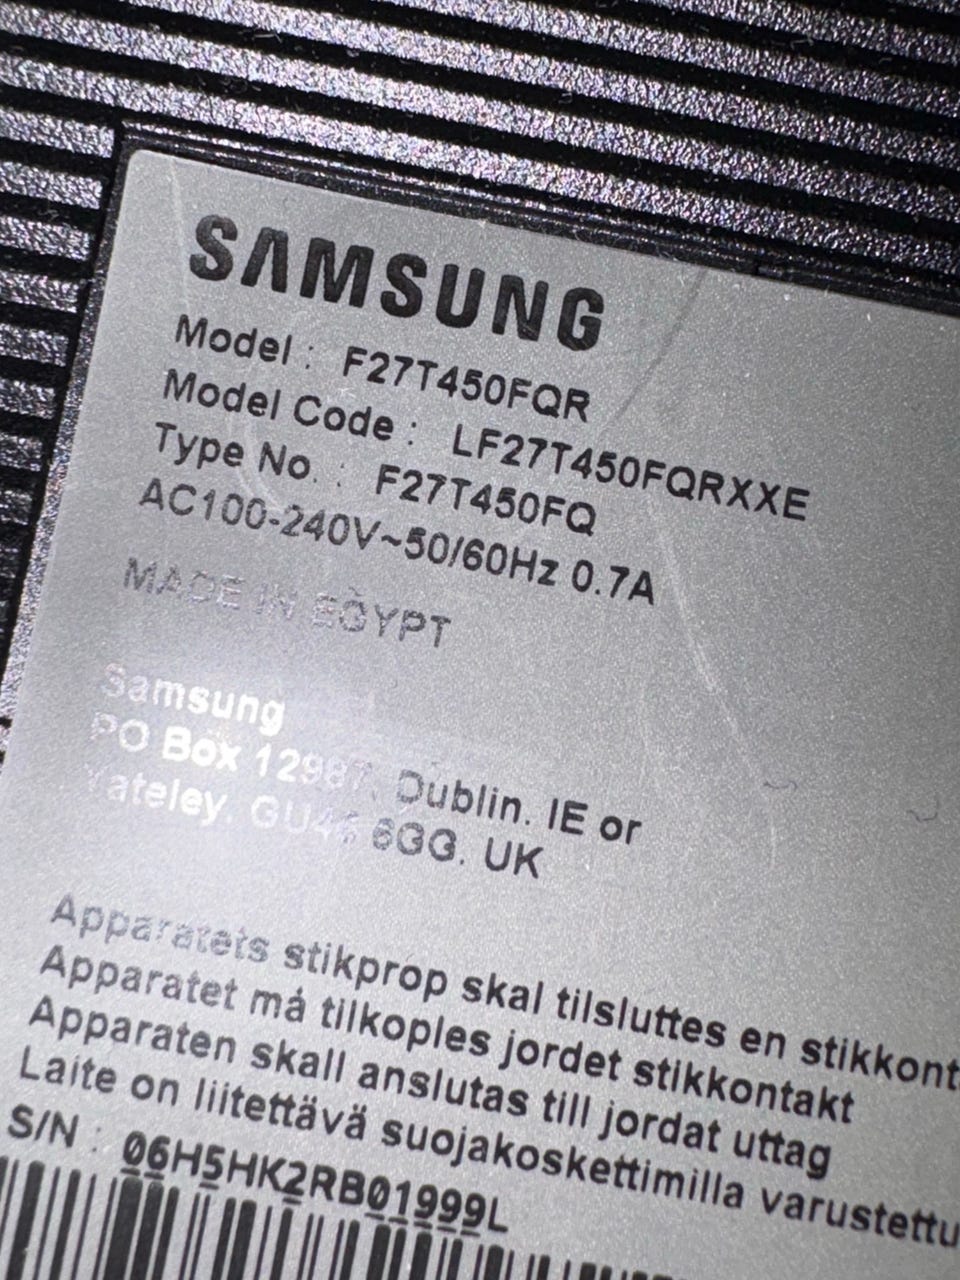 SAMSUNG
Model : F27T450FQR
Model Code : LF27T450FQRXXE
Type No. : F27T450FQ
AC100-240V~50/60Hz 0.7A
MADE IN EGYPT
Samsung
PO Box 12987, Dublin. IE or
Yateley, GU46 6GG. UK
Apparatets stikprop skal tilsluttes en stikkont
Apparatet må tilkoples jordet stikkontakt
Apparaten skall anslutas till jordat uttag
Laite on liitettävä suojakoskettimilla varustettu
S/N : 06H5HK2RB01999L